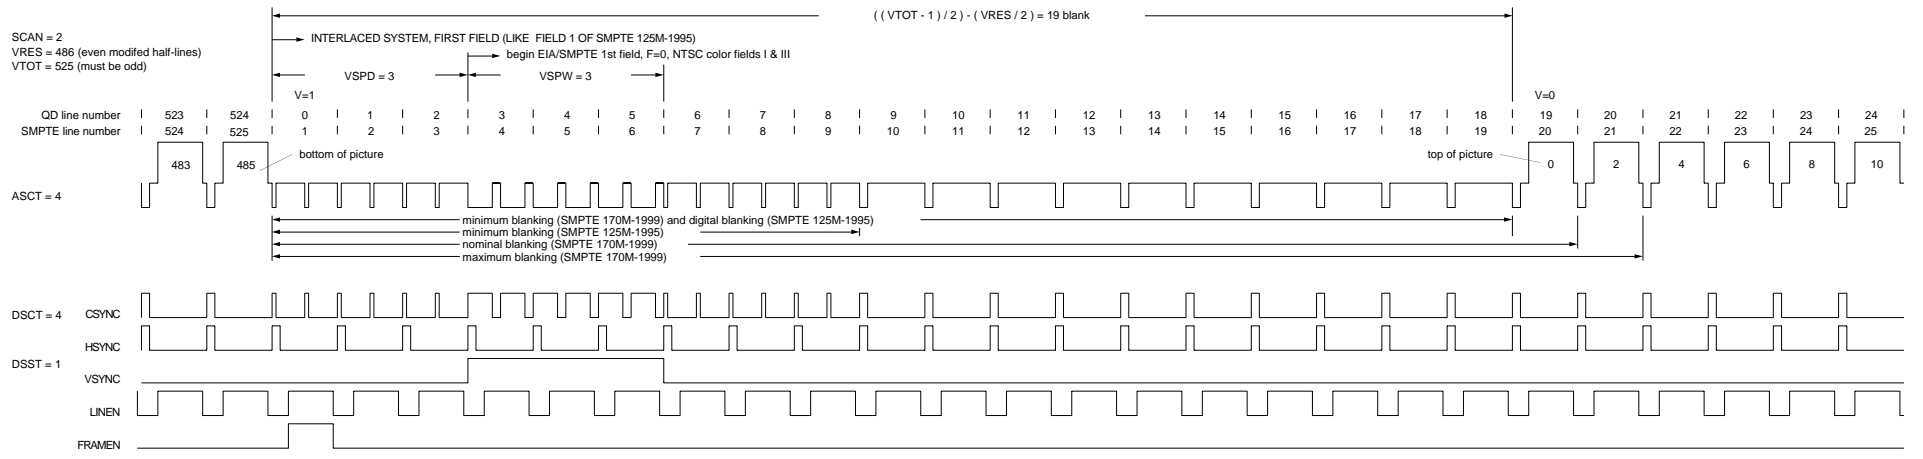 ( ( VTOT - 1 ) / 2 ) - ( VRES / 2 ) = 19 blank
SCAN = 2
VRES = 486 (even modifed half-lines)
VTOT = 525 (must be odd)
INTERLACED SYSTEM, FIRST FIELD (LIKE FIELD 1 OF SMPTE 125M-1995)
begin EIA/SMPTE 1st field, F=0, NTSC color fields I & III
VSPD = 3 VSPW = 3
V=1 V=0
QD line number 523 524 0 1 2 3 4 5 6 7 8 9 10 11 12 13 14 15 16 17 18 19 20 21 22 23 24
SMPTE line number 524 525 1 2 3 4 5 6 7 8 9 10 11 12 13 14 15 16 17 18 19 20 21 22 23 24 25
bottom of picture top of picture
483 485 0 2 4 6 8 10
ASCT = 4
minimum blanking (SMPTE 170M-1999) and digital blanking (SMPTE 125M-1995)
minimum blanking (SMPTE 125M-1995)
nominal blanking (SMPTE 170M-1999)
maximum blanking (SMPTE 170M-1999)
DSCT = 4 CSYNC
HSYNC
DSST = 1
VSYNC
LINEN
FRAMEN